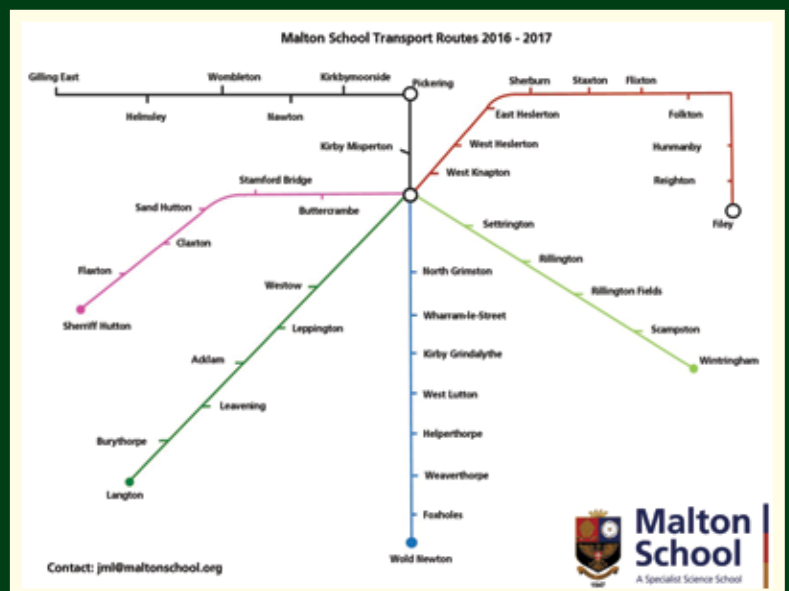 Malton School Transport Routes 2016 - 2017
Gilling East
Helmsley
Wombleton
Nawton
Kirkbymoorside
Pickering
Kirby Misperton
Sherburn
Staxton
Flixton
Folkton
East Heslerton
West Heslerton
West Knapton
Hunmanby
Reighton
Filey
Stamford Bridge
Buttercrambe
Sand Hutton
Claxton
Flaxton
Sherriff Hutton
Settrington
Rillington
Rillington Fields
Scampston
Wintringham
Westow
Leppington
Acklam
Leavening
Burythorpe
Langton
North Grimston
Wharram-le-Street
Kirby Grindalythe
West Lutton
Helperthorpe
Weaverthorpe
Foxholes
Wold Newton
Contact: jml@maltonschool.org
Malton
School
A Specialist Science School
1547